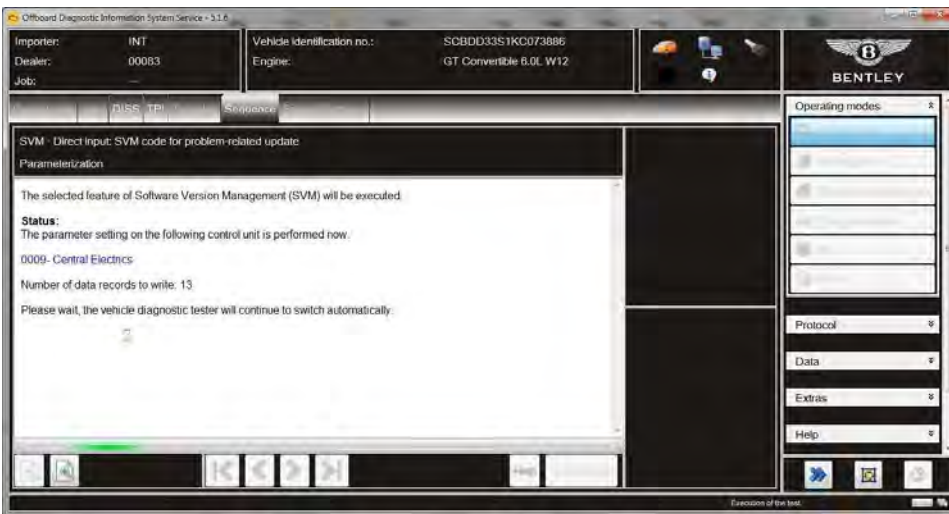 Offboard Diagnostic Information System Service - 5.1.6
Importer: INT
Dealer: 00083
Job: ---
Vehicle identification no.: SCBDD33S1KC073886
Engine: GT Convertible 6.0L W12
BENTLEY
DISS TPI
Sequence
SVM - Direct input: SVM code for problem-related update
Parameterization
The selected feature of Software Version Management (SVM) will be executed.
Status:
The parameter setting on the following control unit is performed now.
0009- Central Electrics
Number of data records to write: 13
Please wait, the vehicle diagnostic tester will continue to switch automatically.
Operating modes
Protocol
Data
Extras
Help
Execution of the test.